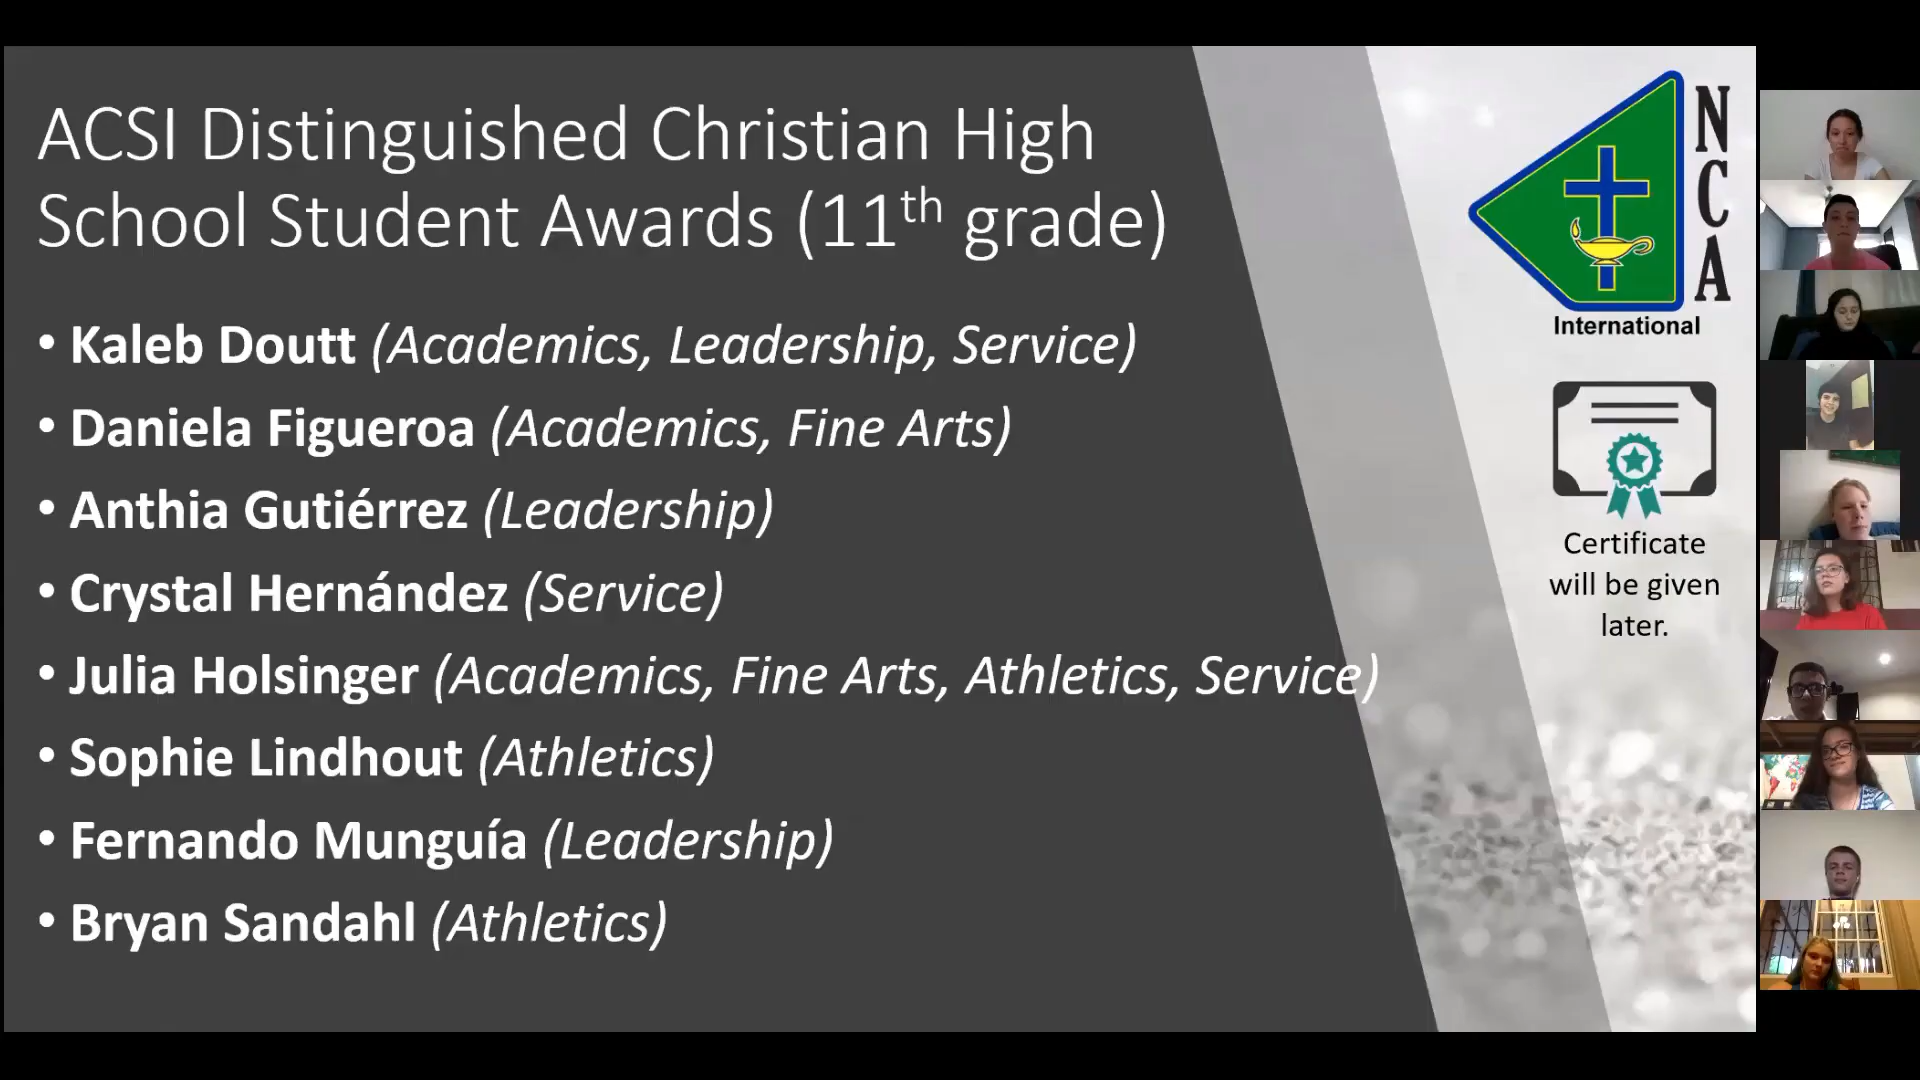 ACSI Distinguished Christian High
School Student Awards (11th grade)
• Kaleb Doutt (Academics, Leadership, Service)
• Daniela Figueroa (Academics, Fine Arts)
• Anthia Gutiérrez (Leadership)
• Crystal Hernández (Service)
• Julia Holsinger (Academics, Fine Arts, Athletics, Service)
• Sophie Lindhout (Athletics)
• Fernando Munguía (Leadership)
• Bryan Sandahl (Athletics)
NCA
International
Certificate
will be given
later.